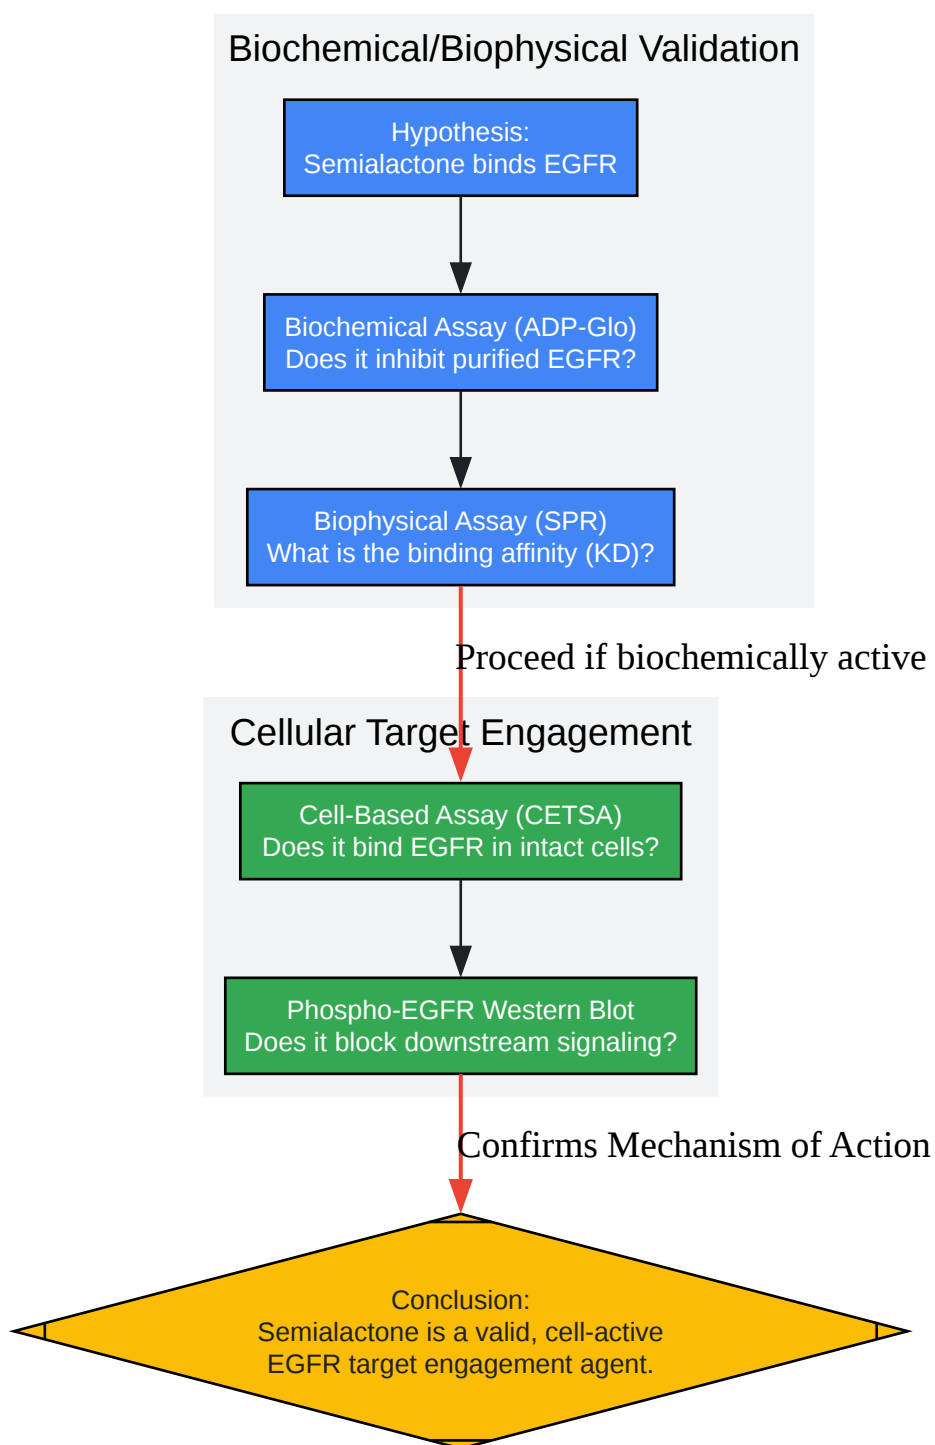 Biochemical/Biophysical Validation
Hypothesis:
Semialactone binds EGFR
Biochemical Assay (ADP-Glo)
Does it inhibit purified EGFR?
Biophysical Assay (SPR)
What is the binding affinity (KD)?
Proceed if biochemically active
Cellular Target Engagement
Cell-Based Assay (CETSA)
Does it bind EGFR in intact cells?
Phospho-EGFR Western Blot
Does it block downstream signaling?
Confirms Mechanism of Action
Conclusion:
Semialactone is a valid, cell-active
EGFR target engagement agent.